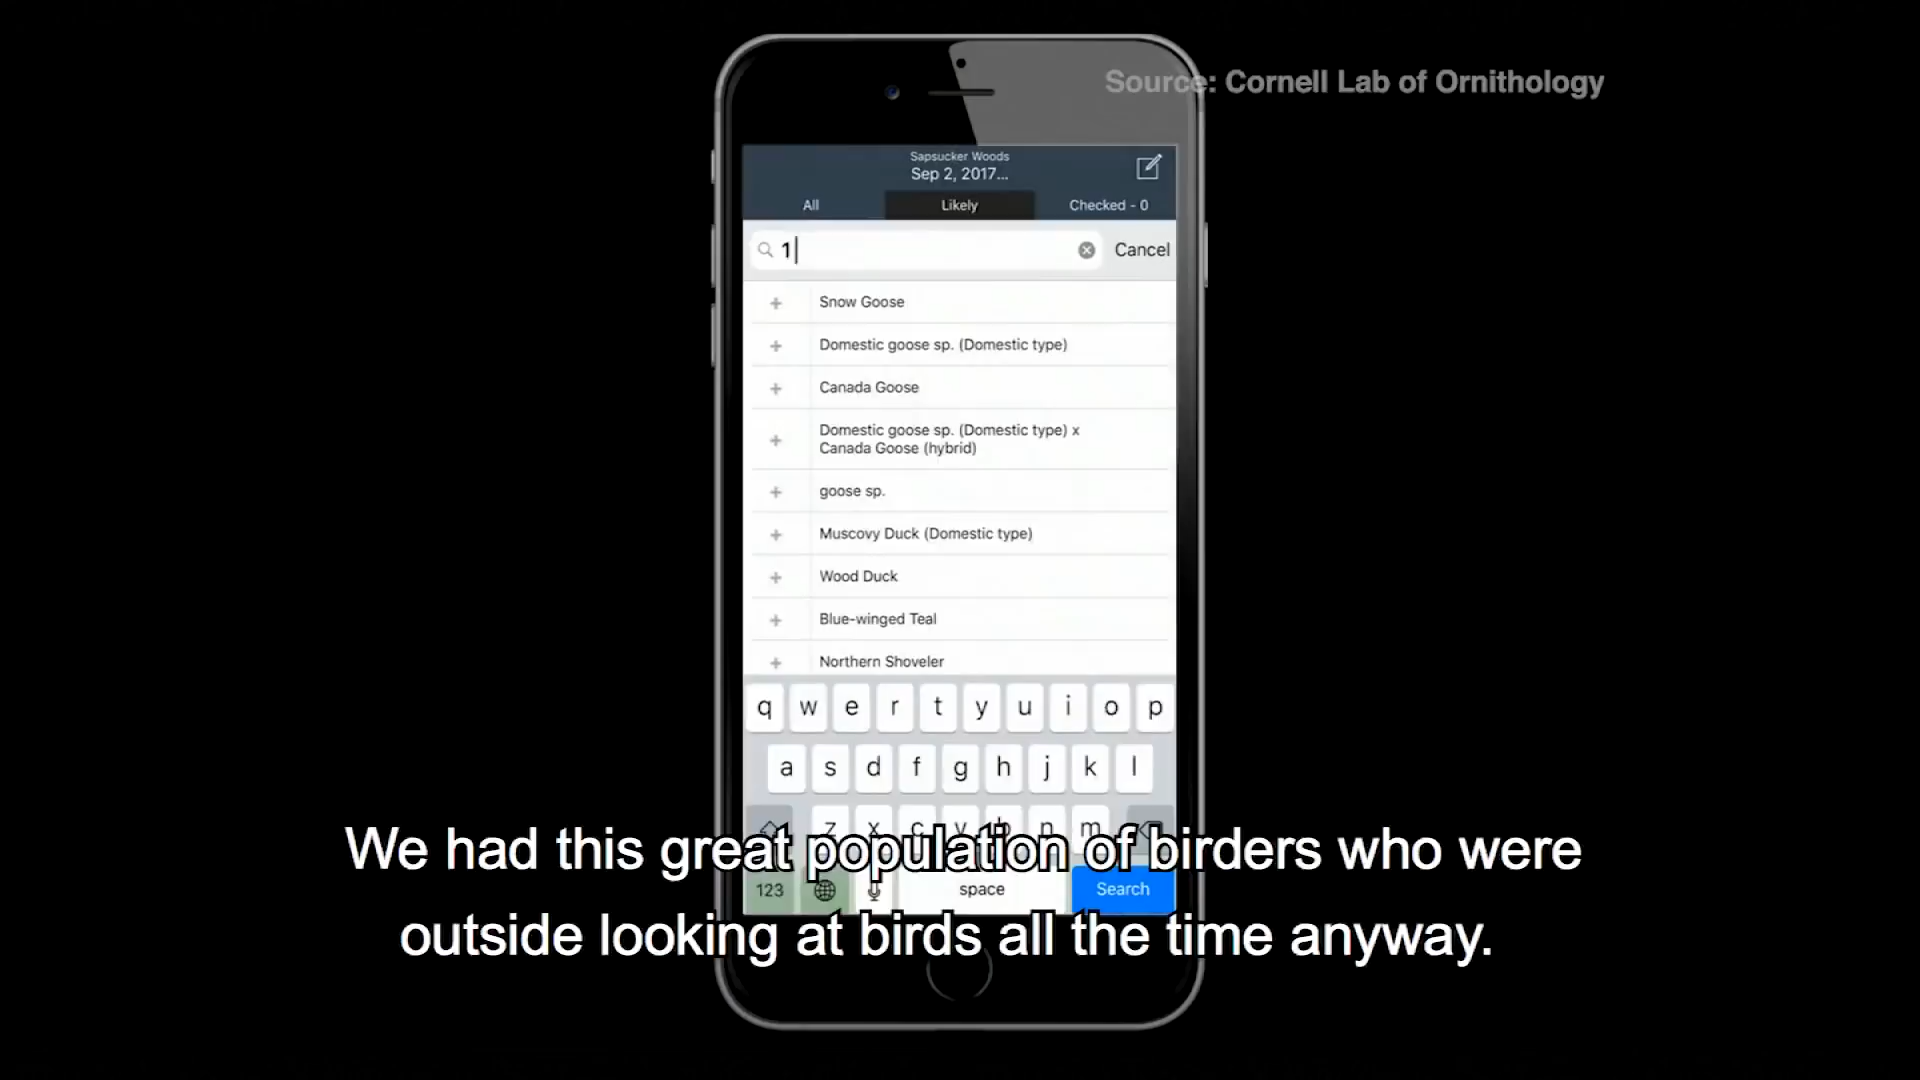 Source: Cornell Lab of Ornithology
Sapsucker Woods
Sep 2, 2017...
All Likely Checked - 0
1 Cancel
Snow Goose
Domestic goose sp. (Domestic type)
Canada Goose
Domestic goose sp. (Domestic type) x
Canada Goose (hybrid)
goose sp.
Muscovy Duck (Domestic type)
Wood Duck
Blue-winged Teal
Northern Shoveler
q w e r t y u i o p
a s d f g h j k l
z x c v b n m
We had this great population of birders who were
123 space Search
outside looking at birds all the time anyway.